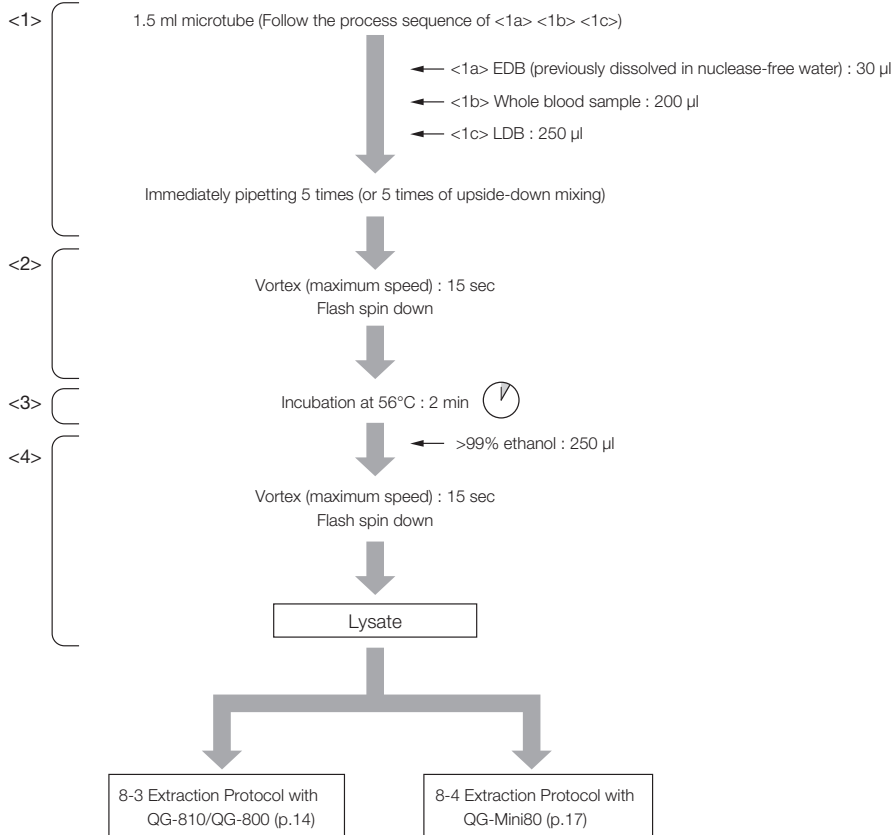 <1>
1.5 ml microtube (Follow the process sequence of <1a> <1b> <1c>)
<1a> EDB (previously dissolved in nuclease-free water) : 30 µl
<1b> Whole blood sample : 200 µl
<1c> LDB : 250 µl
Immediately pipetting 5 times (or 5 times of upside-down mixing)
<2>
Vortex (maximum speed) : 15 sec
Flash spin down
<3>
Incubation at 56°C : 2 min
<4>
>99% ethanol : 250 µl
Vortex (maximum speed) : 15 sec
Flash spin down
Lysate
8-3 Extraction Protocol with
QG-810/QG-800 (p.14)
8-4 Extraction Protocol with
QG-Mini80 (p.17)